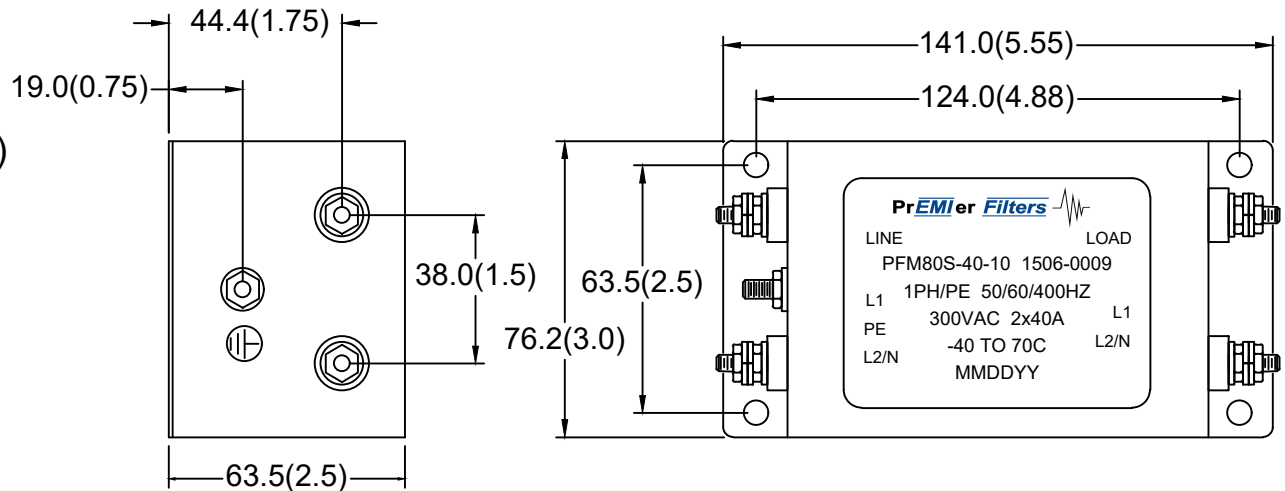 44.4(1.75)
19.0(0.75)
)
38.0(1.5)
63.5(2.5)
141.0(5.55)
124.0(4.88)
63.5(2.5)
76.2(3.0)
PrEMIer Filters
LINE LOAD
PFM80S-40-10 1506-0009
1PH/PE 50/60/400HZ
L1 L1
300VAC 2x40A
PE
-40 TO 70C
L2/N L2/N
MMDDYY